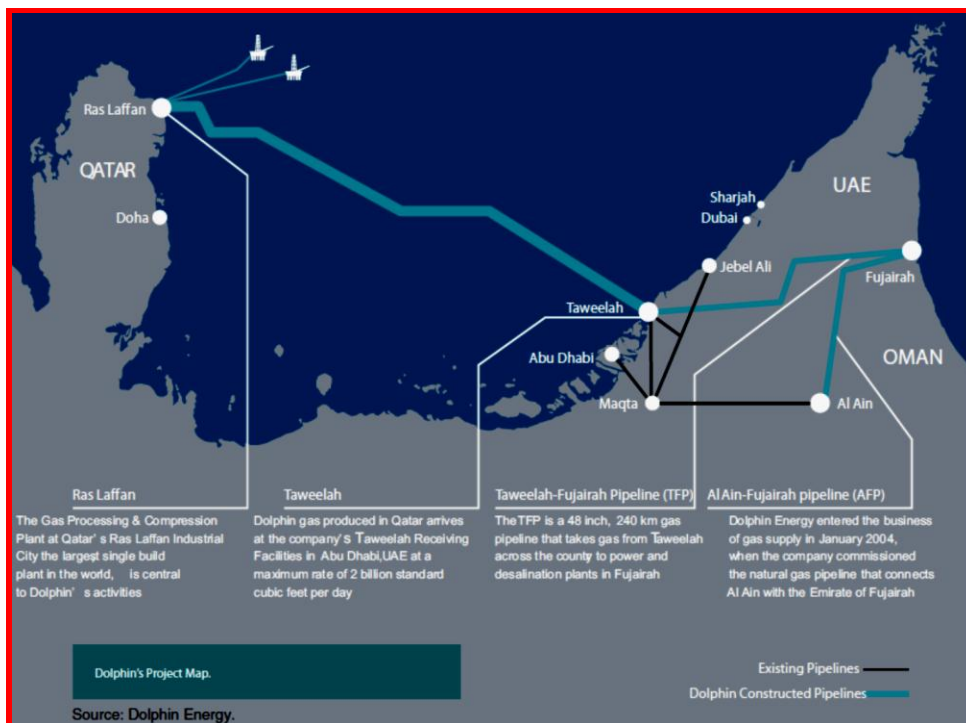 Ras Laffan
QATAR
Doha
Sharjah
Dubai
UAE
Jebel Ali
Fujairah
Taweelah
Abu Dhabi
OMAN
Maqta
Al Ain
Ras Laffan
The Gas Processing & Compression
Plant at Qatar' s Ras Laffan Industrial
City the largest single build
plant in the world, is central
to Dolphin' s activities
Taweelah
Dolphin gas produced in Qatar arrives
at the company's Taweelah Receiving
Facilities in Abu Dhabi,UAE at a
maximum rate of 2 billion standard
cubic feet per day
Taweelah-Fujairah Pipeline (TFP)
The TFP is a 48 inch, 240 km gas
pipeline that takes gas from Taweelah
across the county to power and
desalination plants in Fujairah
Al Ain-Fujairah pipeline (AFP)
Dolphin Energy entered the business
of gas supply in January 2004,
when the company commissioned
the natural gas pipeline that connects
Al Ain with the Emirate of Fujairah
Dolphin's Project Map.
Existing Pipelines
Dolphin Constructed Pipelines
Source: Dolphin Energy.